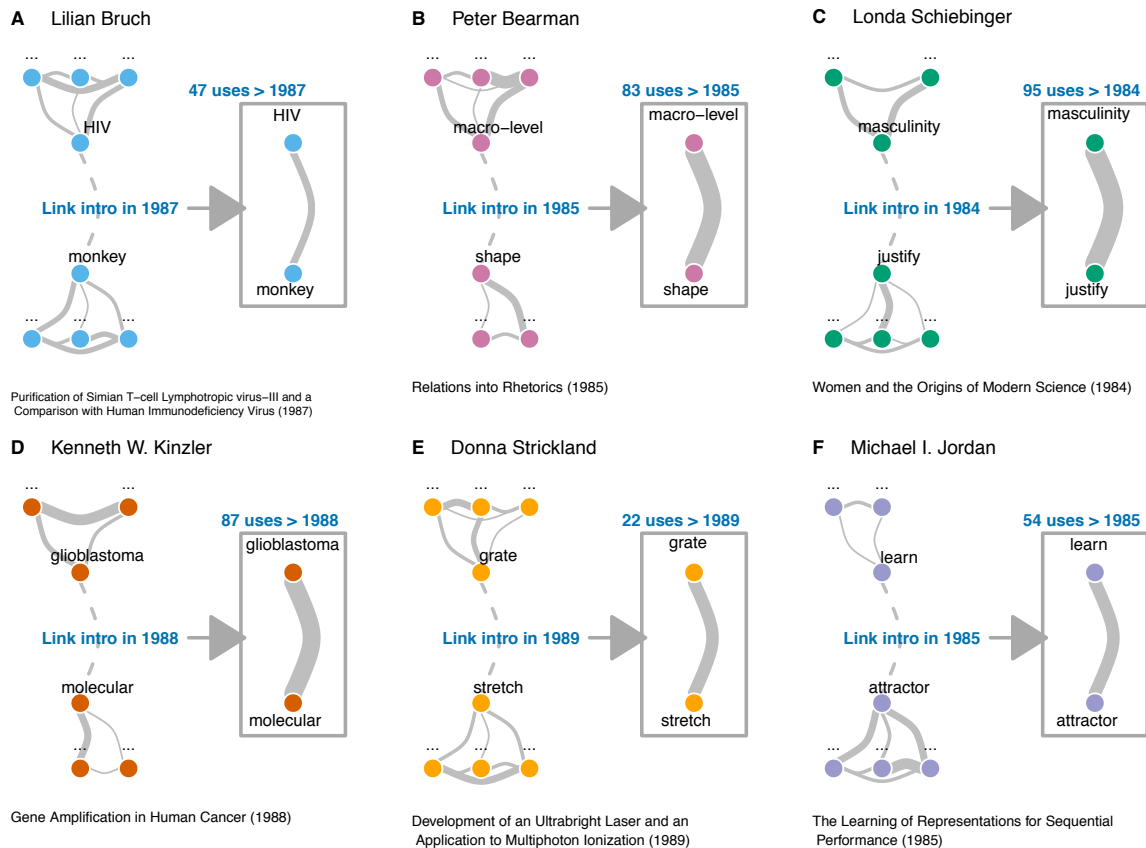 A Lilian Bruch
... ... ...
47 uses > 1987
HIV
HIV
Link intro in 1987
monkey
monkey
... ... ...
Purification of Simian T−cell Lymphotropic virus−III and a
Comparison with Human Immunodeficiency Virus (1987)
B Peter Bearman
... ... ...
83 uses > 1985
macro−level
macro−level
Link intro in 1985
shape
shape
... ...
Relations into Rhetorics (1985)
C Londa Schiebinger
... ...
95 uses > 1984
masculinity
masculinity
Link intro in 1984
justify
justify
... ... ...
Women and the Origins of Modern Science (1984)
D Kenneth W. Kinzler
... ...
87 uses > 1988
glioblastoma
glioblastoma
Link intro in 1988
molecular
molecular
... ...
Gene Amplification in Human Cancer (1988)
E Donna Strickland
... ... ...
22 uses > 1989
grate
grate
Link intro in 1989
stretch
stretch
... ... ...
Development of an Ultrabright Laser and an
Application to Multiphoton Ionization (1989)
F Michael I. Jordan
... ...
54 uses > 1985
learn
learn
Link intro in 1985
attractor
attractor
... ... ...
The Learning of Representations for Sequential
Performance (1985)